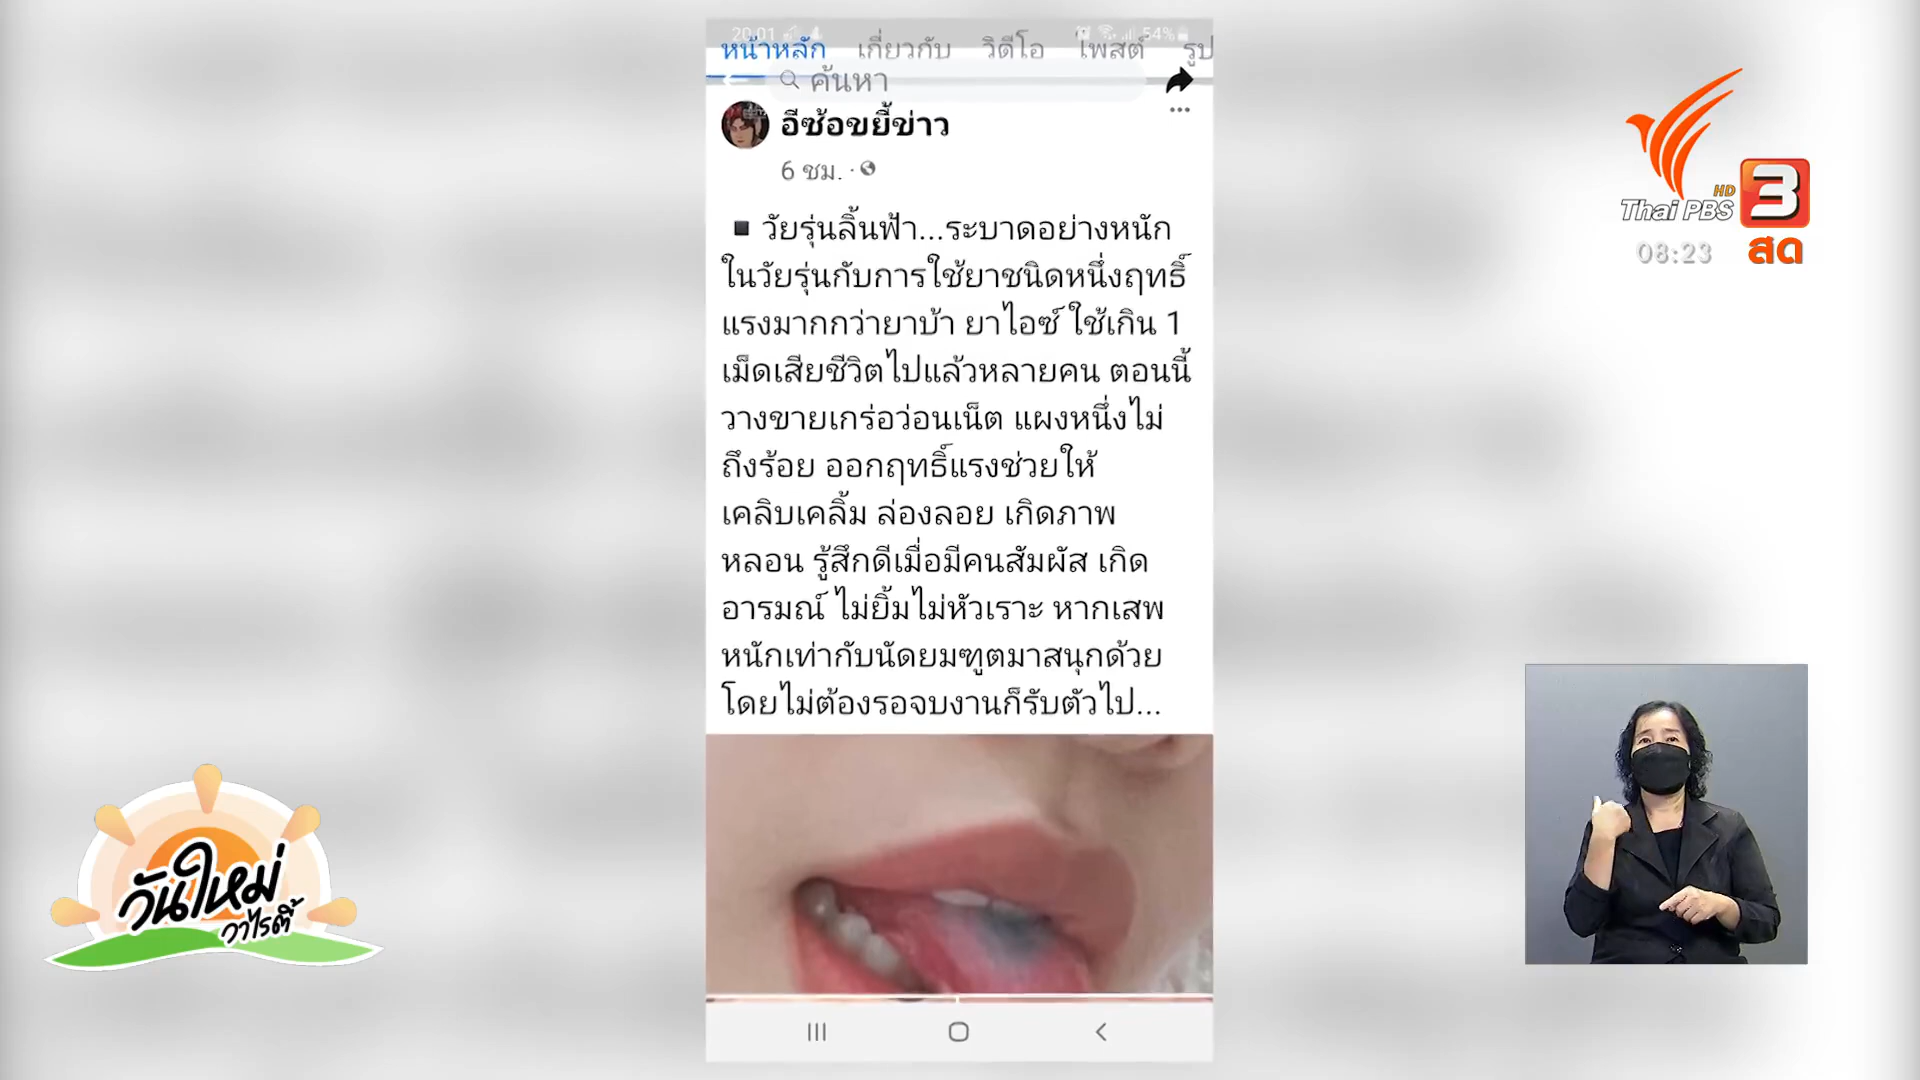 20:01
54%
หน้าหลัก เกี่ยวกับ วิดีโอ โพสต์ รูป
ค้นหา
อีซ้อขยี้ข่าว
6 ชม.
วัยรุ่นลิ้นฟ้า...ระบาดอย่างหนัก
ในวัยรุ่นกับการใช้ยาชนิดหนึ่งฤทธิ์
แรงมากกว่ายาบ้า ยาไอซ์ ใช้เกิน 1
เม็ดเสียชีวิตไปแล้วหลายคน ตอนนี้
วางขายเกร่อว่อนเน็ต แผงหนึ่งไม่
ถึงร้อย ออกฤทธิ์แรงช่วยให้
เคลิบเคลิ้ม ล่องลอย เกิดภาพ
หลอน รู้สึกดีเมื่อมีคนสัมผัส เกิด
อารมณ์ ไม่ยิ้มไม่หัวเราะ หากเสพ
หนักเท่ากับนัดยมฑูตมาสนุกด้วย
โดยไม่ต้องรอจบงานก็รับตัวไป...
HD
Thai PBS 3
08:23 สด
วันใหม่
วาไรตี้